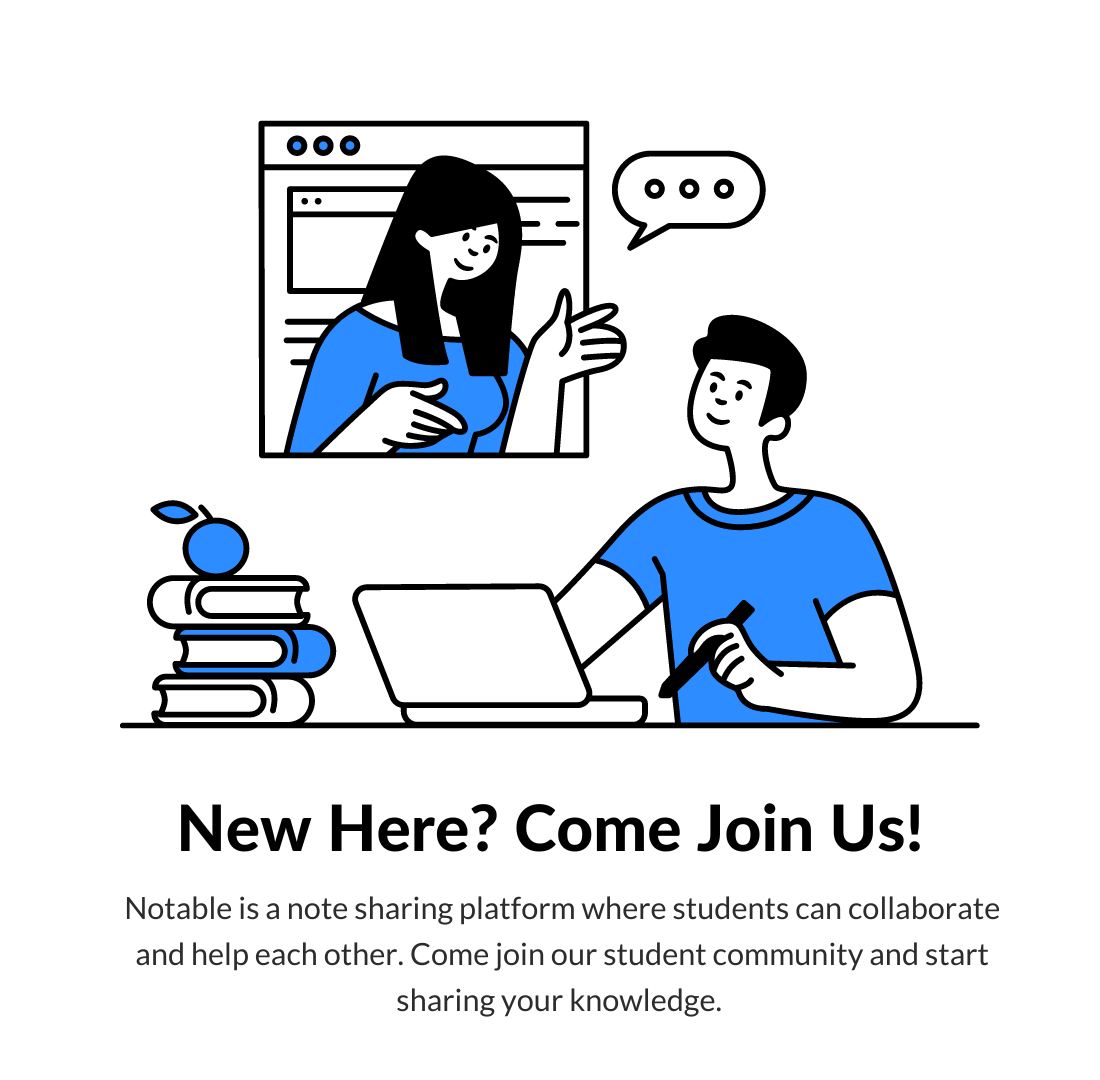 New Here? Come Join Us!
Notable is a note sharing platform where students can collaborate
and help each other. Come join our student community and start
sharing your knowledge.